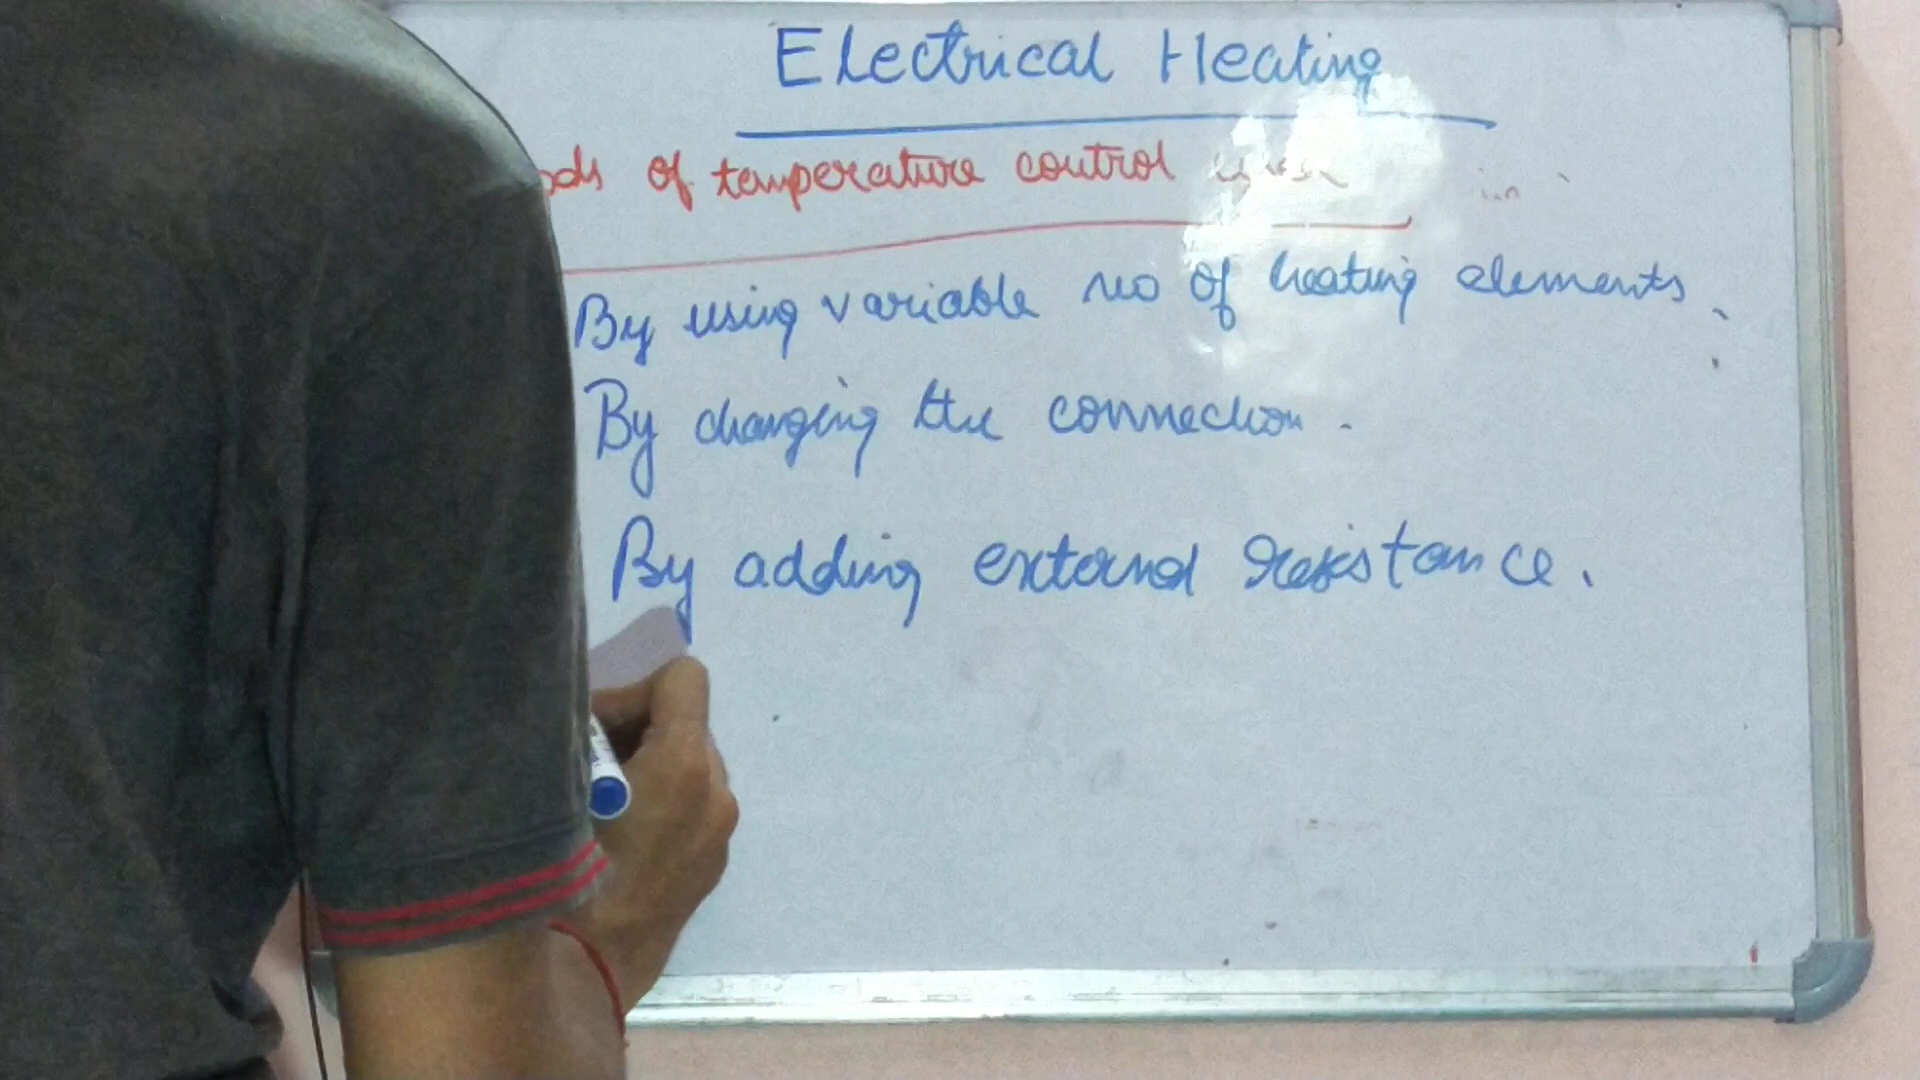 Electrical Heating
ods of temperature control
By using variable no of heating elements.
By changing the connection.
By adding external resistance.